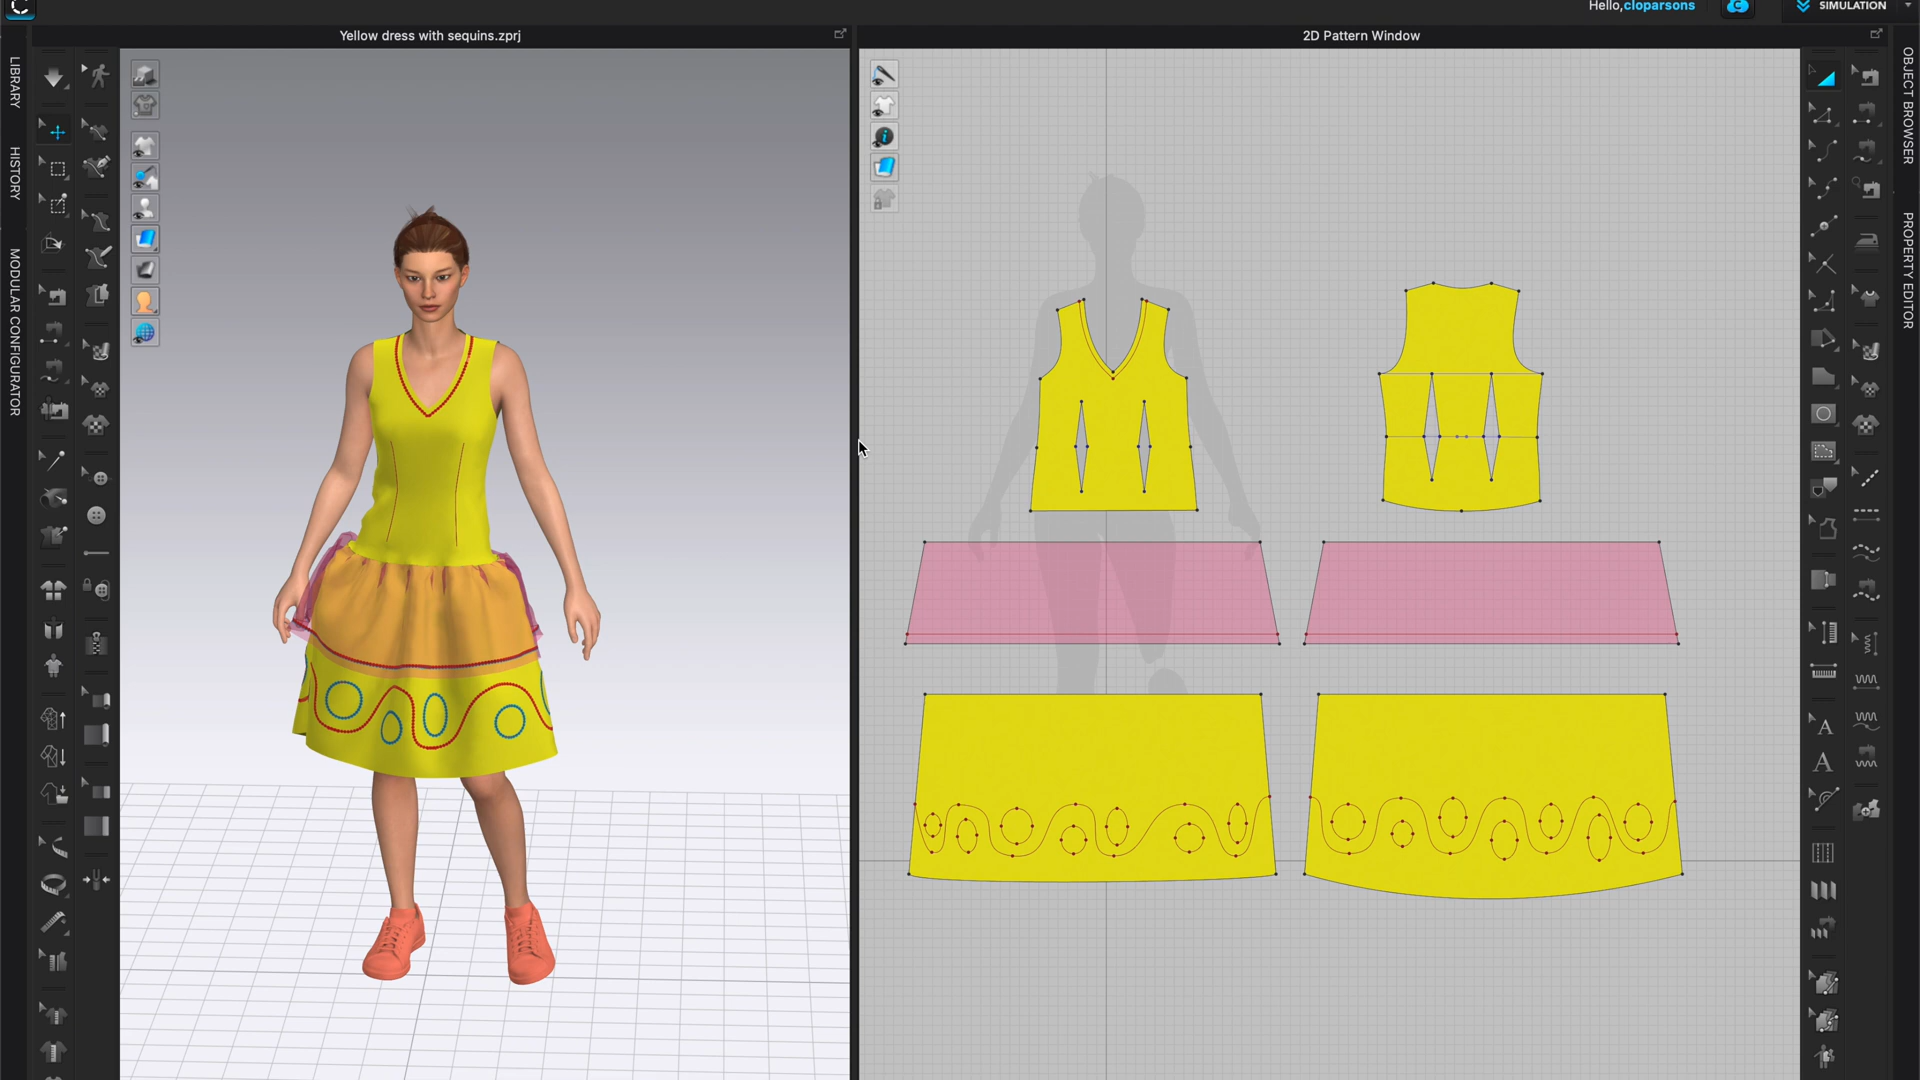 Hello,cloparsons
SIMULATION
Yellow dress with sequins.zprj
2D Pattern Window
LIBRARY
HISTORY
MODULAR CONFIGURATOR
OBJECT BROWSER
PROPERTY EDITOR
A
A